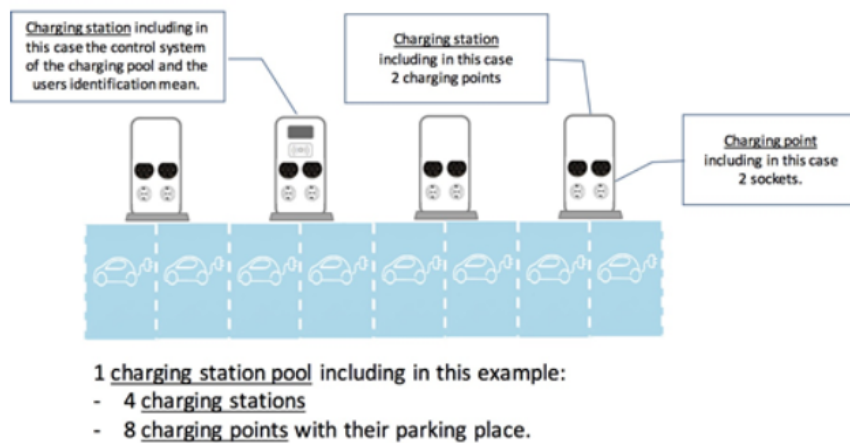 Charging station including in
this case the control system
of the charging pool and the
users identification mean.
Charging station
including in this case
2 charging points
Charging point
including in this case
2 sockets.
1 charging station pool including in this example:
- 4 charging stations
- 8 charging points with their parking place.